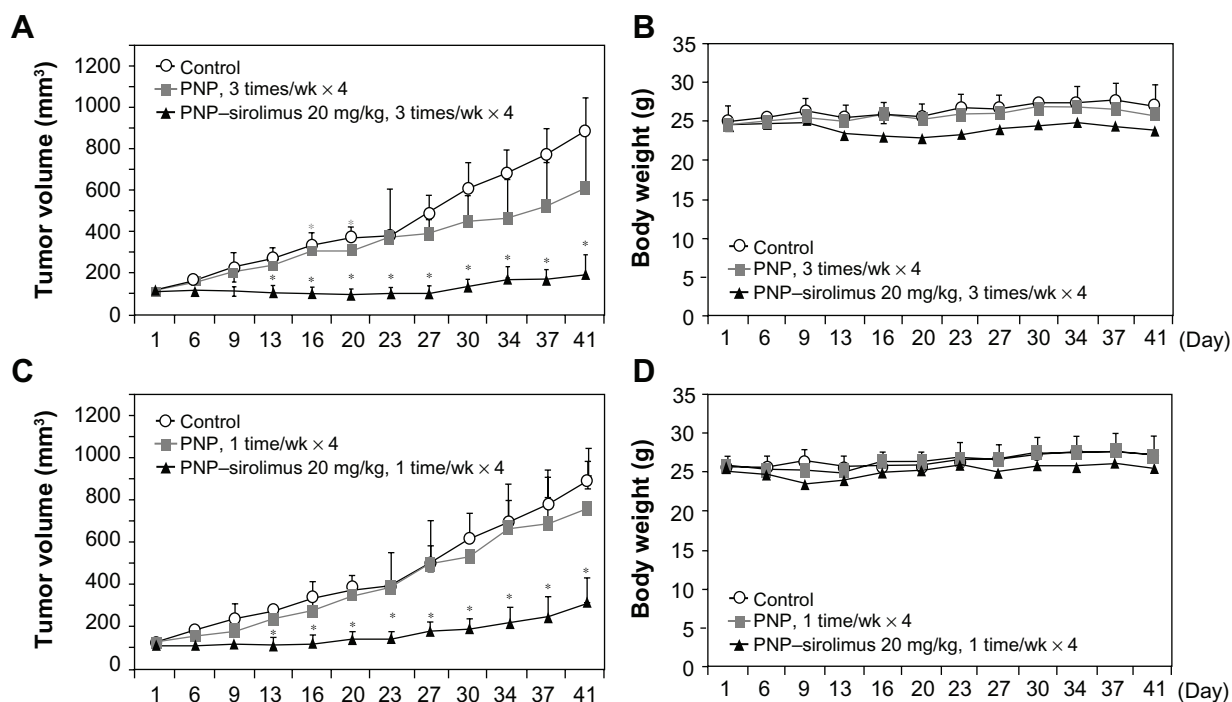 A
Tumor volume (mm³)
1200
1000
800
600
400
200
0
Control
PNP, 3 times/wk × 4
PNP–sirolimus 20 mg/kg, 3 times/wk × 4
* *
* * * * * * * * *
1 6 9 13 16 20 23 27 30 34 37 41
B
Body weight (g)
35
30
25
20
15
10
5
0
Control
PNP, 3 times/wk × 4
PNP–sirolimus 20 mg/kg, 3 times/wk × 4
1 6 9 13 16 20 23 27 30 34 37 41 (Day)
C
Tumor volume (mm³)
1200
1000
800
600
400
200
0
Control
PNP, 1 time/wk × 4
PNP–sirolimus 20 mg/kg, 1 time/wk × 4
* * * * * * * * *
1 6 9 13 16 20 23 27 30 34 37 41
D
Body weight (g)
35
30
25
20
15
10
5
0
Control
PNP, 1 time/wk × 4
PNP–sirolimus 20 mg/kg, 1 time/wk × 4
1 6 9 13 16 20 23 27 30 34 37 41 (Day)